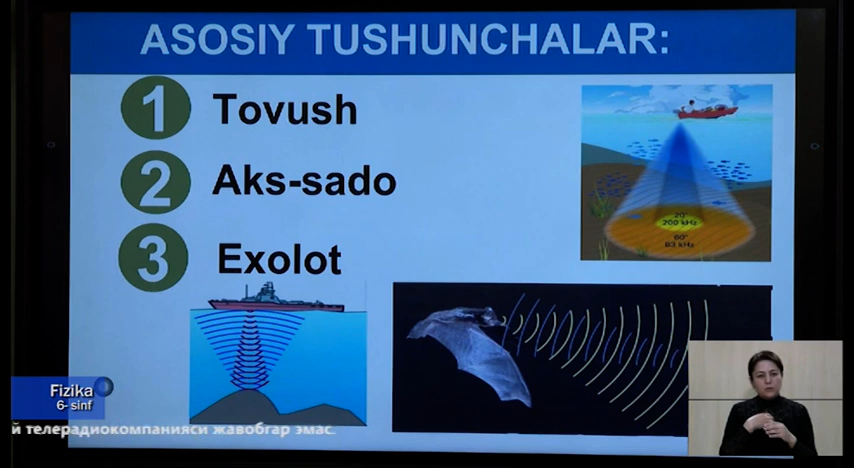 ASOSIY TUSHUNCHALAR:
1 Tovush
2 Aks-sado
3 Exolot
20°
200 kHz
60°
83 kHz
Fizika
6- sinf
й телерадиокомпанияси жавобгар эмас.